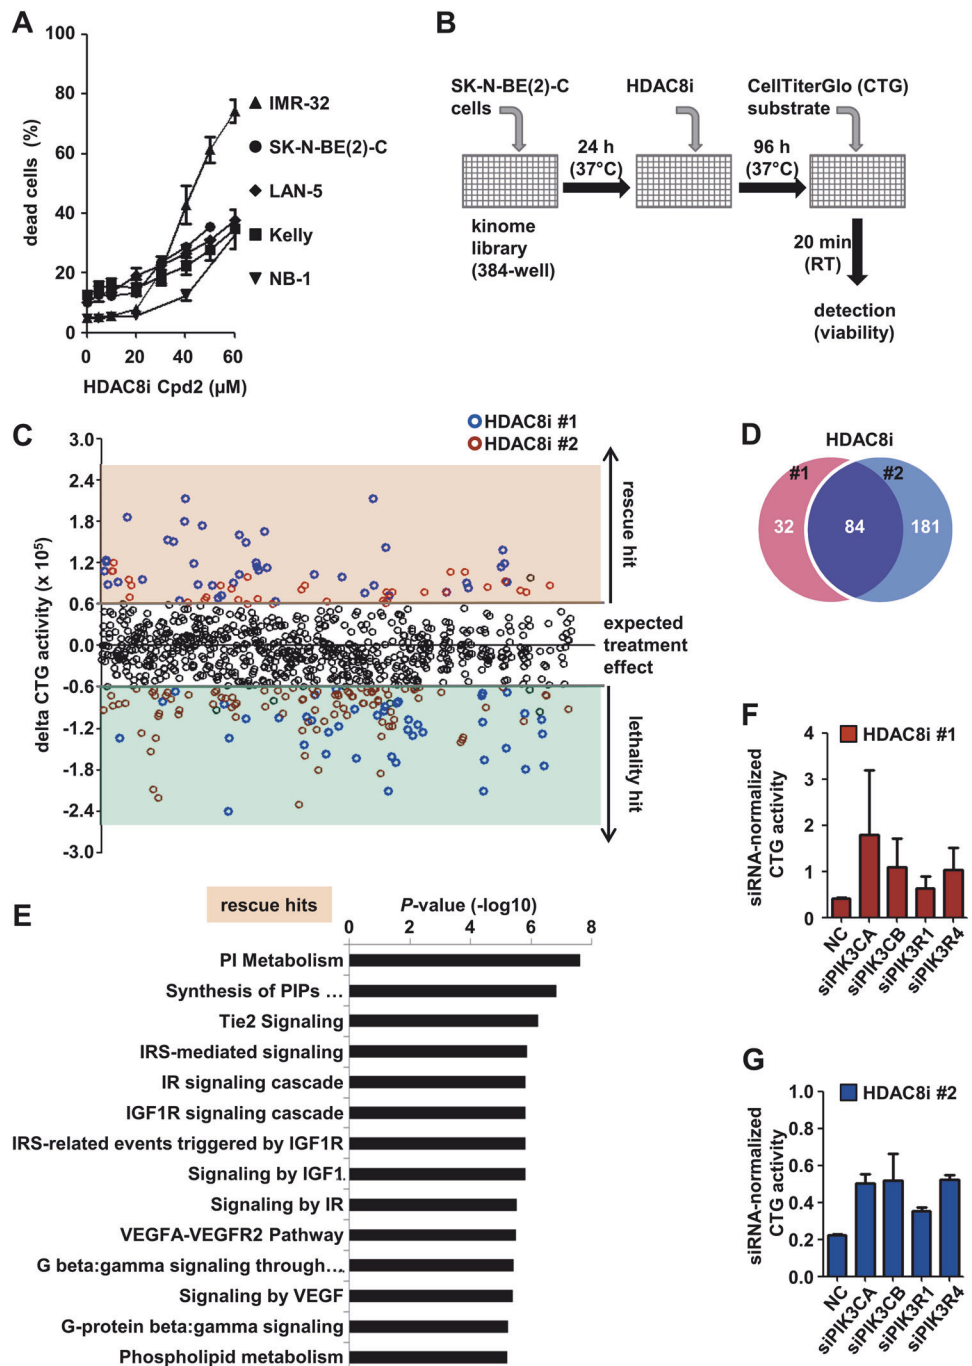 A
100
80
60
40
20
0
dead cells (%)
0
20
40
60
HDAC8i Cpd2 (µM)
IMR-32
SK-N-BE(2)-C
LAN-5
Kelly
NB-1
B
SK-N-BE(2)-C
cells
HDAC8i
CellTiterGlo (CTG)
substrate
24 h
(37°C)
96 h
(37°C)
kinome
library
(384-well)
20 min
(RT)
detection
(viability)
C
HDAC8i #1
HDAC8i #2
3.0
2.4
1.8
1.2
0.6
0.0
-0.6
-1.2
-1.8
-2.4
-3.0
delta CTG activity (x 10⁵)
rescue hit
expected
treatment
effect
lethality hit
D
HDAC8i
#1
#2
32
84
181
E
rescue hits
P-value (-log10)
0
2
4
6
8
PI Metabolism
Synthesis of PIPs ...
Tie2 Signaling
IRS-mediated signaling
IR signaling cascade
IGF1R signaling cascade
IRS-related events triggered by IGF1R
Signaling by IGF1.
Signaling by IR
VEGFA-VEGFR2 Pathway
G beta:gamma signaling through...
Signaling by VEGF
G-protein beta:gamma signaling
Phospholipid metabolism
F
HDAC8i #1
4
3
2
1
0
siRNA-normalized
CTG activity
NC
siPIK3CA
siPIK3CB
siPIK3R1
siPIK3R4
G
HDAC8i #2
1.0
0.8
0.6
0.4
0.2
0.0
siRNA-normalized
CTG activity
NC
siPIK3CA
siPIK3CB
siPIK3R1
siPIK3R4